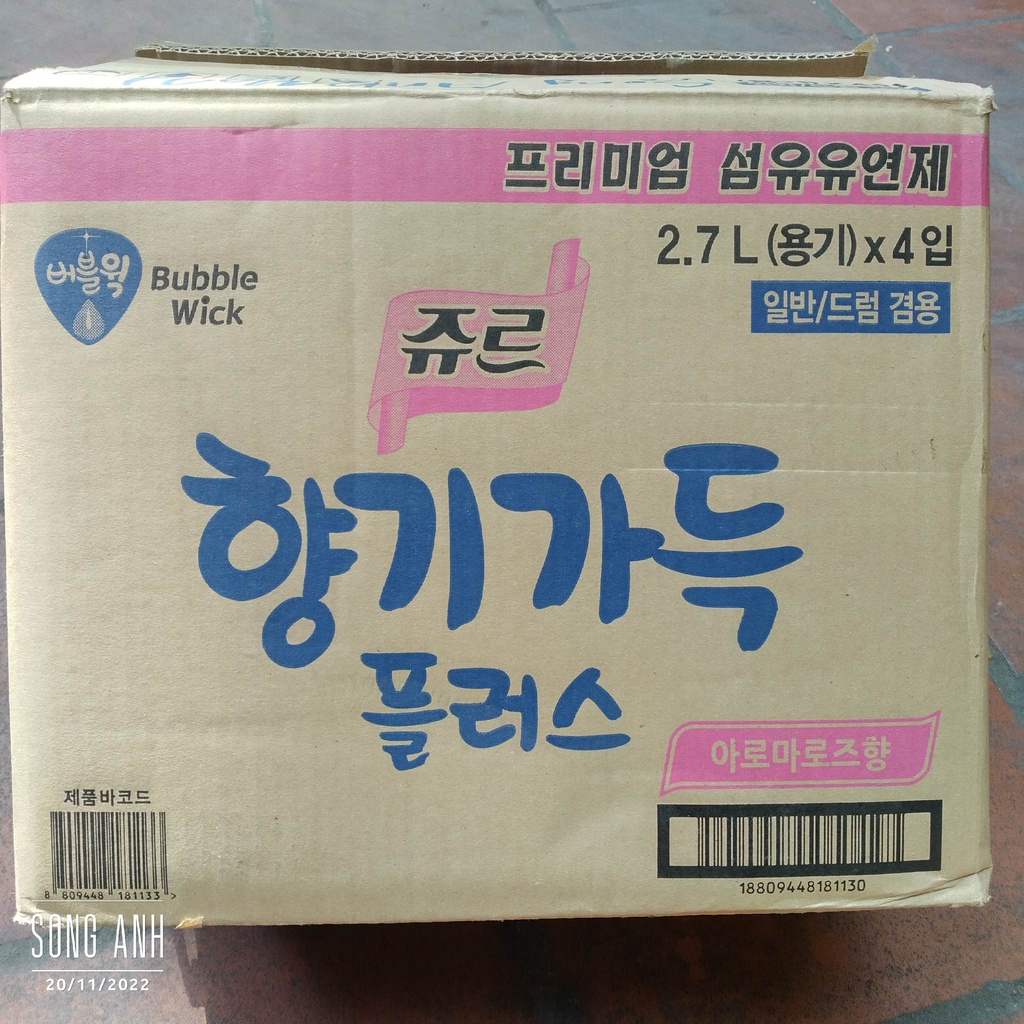 프리미엄 섬유유연제
2.7L(용기)x4입
일반/드럼 겸용
버블윅
Bubble
Wick
쥬르
향기가득
플러스
아로마로즈향
제품바코드
8 809448 181133 >
18809448181130
SONG ANH
20/11/2022